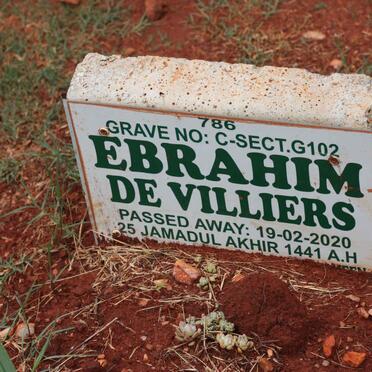 786
GRAVE NO: C-SECT.G102
EBRAHIM
DE VILLIERS
PASSED AWAY: 19-02-2020
25 JAMADUL AKHIR 1441 A.H